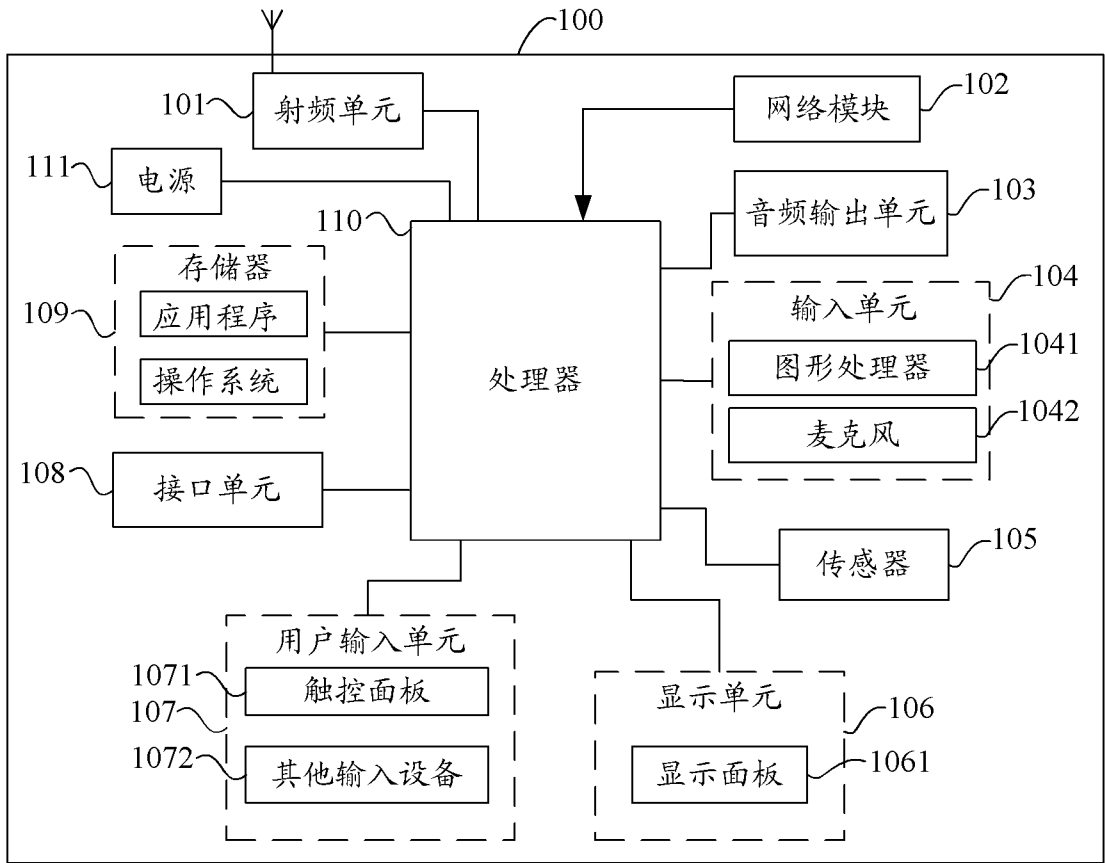 100
101
射频单元
102
网络模块
111
电源
110
103
音频输出单元
存储器
104
109
应用程序
输入单元
操作系统
处理器
图形处理器
1041
麦克风
1042
108
接口单元
传感器
105
用户输入单元
1071
触控面板
107
显示单元
106
1072
其他输入设备
显示面板
1061